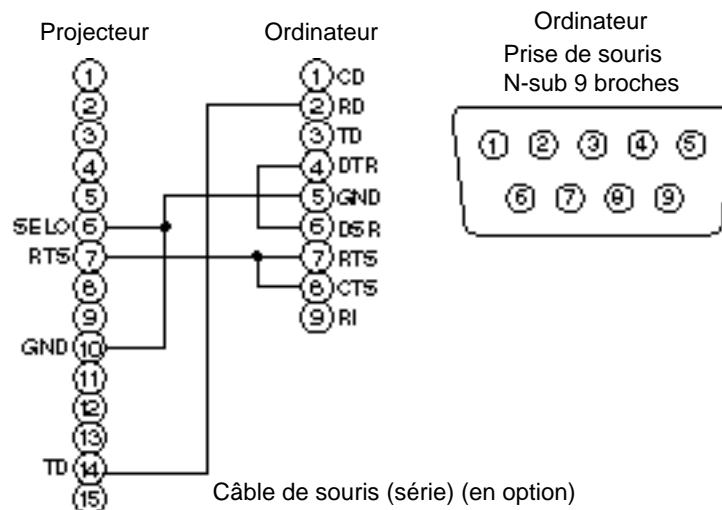 Projecteur
Ordinateur
Ordinateur
Prise de souris
N-sub 9 broches
1
2
3
4
5
SELO 6
RTS 7
8
9
GND 10
11
12
13
TD 14
15
1 CD
2 RD
3 TD
4 DTR
5 GND
6 DSR
7 RTS
8 CTS
9 RI
1 2 3 4 5
6 7 8 9
Câble de souris (série) (en option)